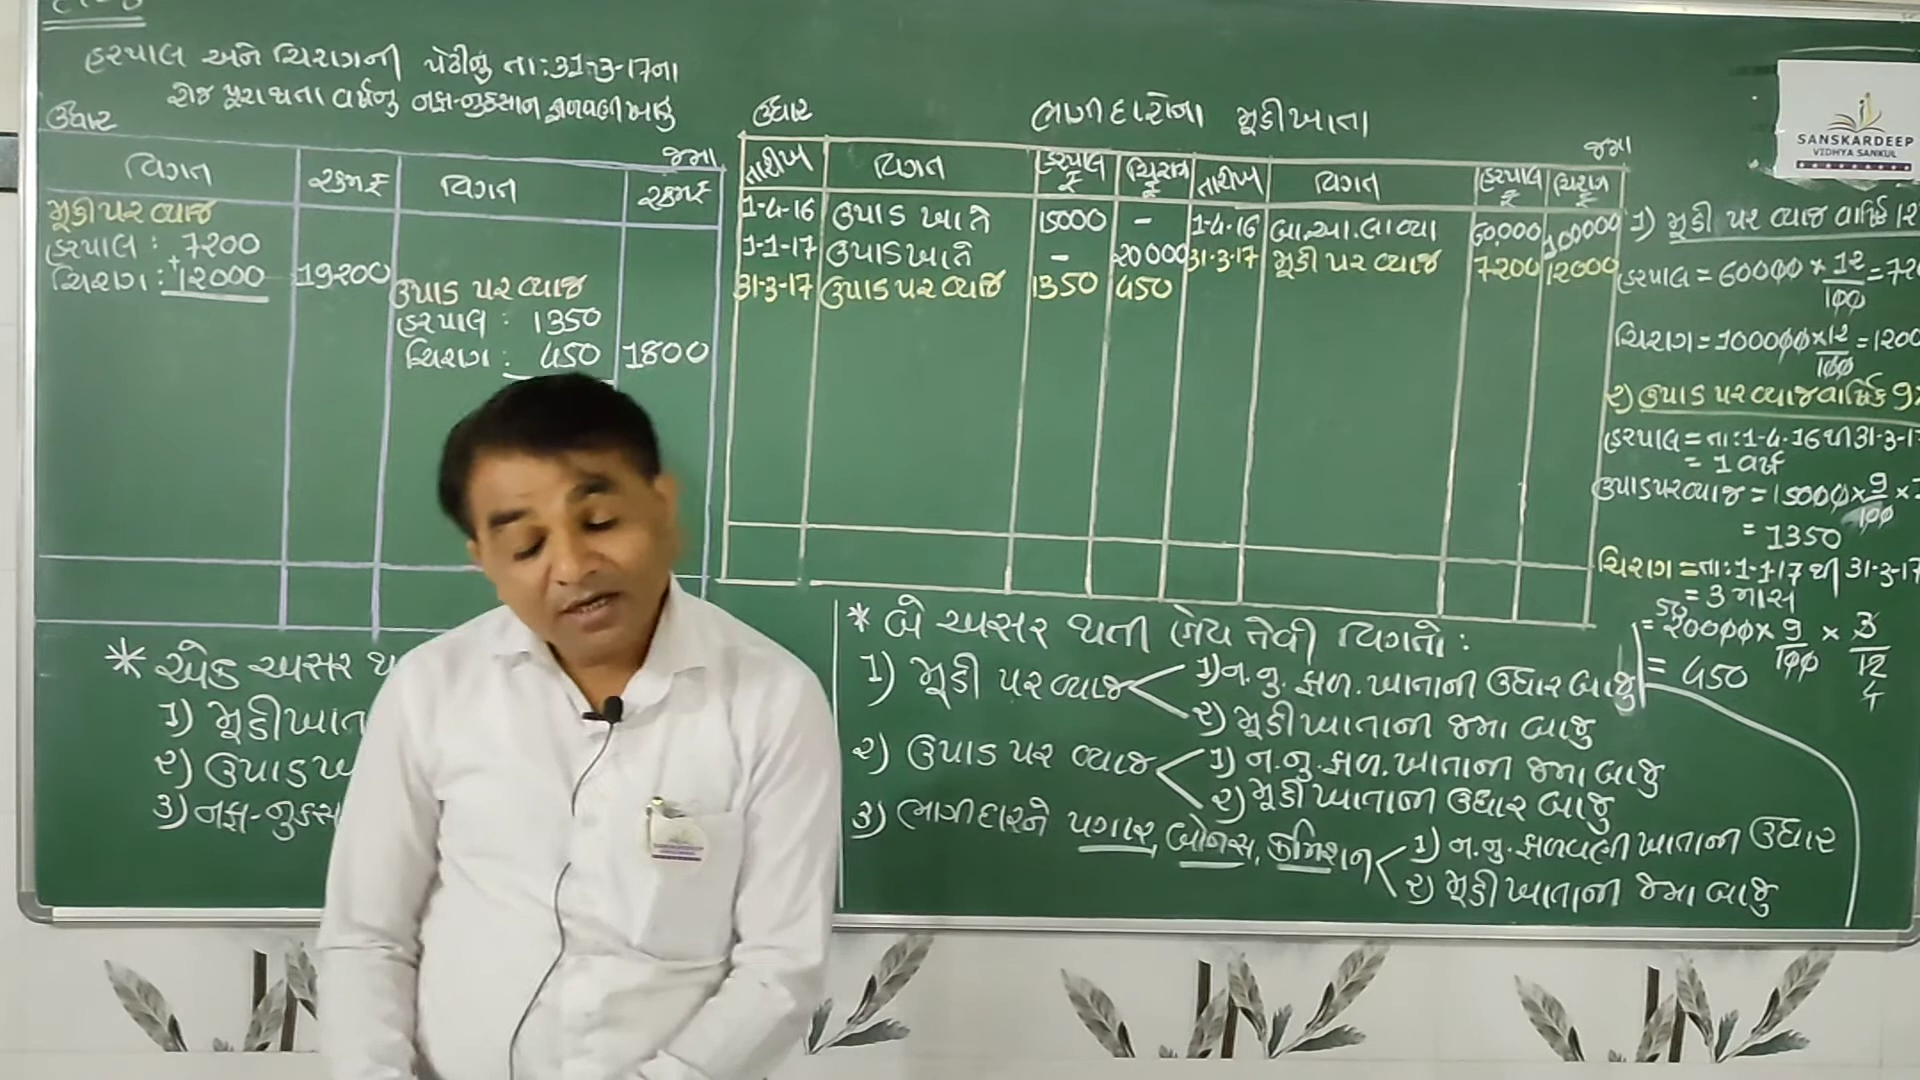 હરપાલ અને ચિરાગની પેઢીનું તા:31-3-17ના
રોજ પૂરા થતા વર્ષનું નફા-નુકસાન ફાળવણી ખાતું
ઉધાર
જમા
વિગત રકમ ₹ વિગત રકમ ₹
મૂડી પર વ્યાજ
હરપાલ : 7200
ચિરાગ : +12000 19200
ઉપાડ પર વ્યાજ
હરપાલ : 1350
ચિરાગ : 450 1800
* એક અસર થ
1) મૂડીખાત
2) ઉપાડખ
3) નફા-નુકસા
ઉધાર ભાગીદારોના મૂડી ખાતા
જમા
તારીખ વિગત હરપાલ ₹ ચિરાગ ₹ તારીખ વિગત હરપાલ ₹ ચિરાગ ₹
1-4-16 ઉપાડ ખાતે 15000 - 1-4-16 બા.આ.લાવ્યા 60,000 100000
1-1-17 ઉપાડખાતે - 20000 31-3-17 મૂડી પર વ્યાજ 7200 12000
31-3-17 ઉપાડ પર વ્યાજ 1350 450
* બે અસર થતી હોય તેવી વિગતો :
1) મૂડી પર વ્યાજ
1) ન.નુ. ફાળ. ખાતાની ઉધાર બાજુ
2) મૂડી ખાતાની જમા બાજુ
2) ઉપાડ પર વ્યાજ
1) ન.નુ. ફાળ. ખાતાની જમા બાજુ
2) મૂડી ખાતાની ઉધાર બાજુ
3) ભાગીદારને પગાર, બોનસ, કમિશન
1) ન.નુ. ફાળવણી ખાતાની ઉધાર
2) મૂડી ખાતાની જમા બાજુ
SANSKARDEEP
VIDHYA SANKUL
1) મૂડી પર વ્યાજ વાર્ષિક 12
હરપાલ = 60000 × 12/100 = 720
ચિરાગ = 100000 × 12/100 = 1200
2) ઉપાડ પર વ્યાજ વાર્ષિક 9
હરપાલ = તા:1-4-16 થી 31-3-1
= 1 વર્ષ
ઉપાડ પર વ્યાજ = 15000 × 9/100 ×
= 1350
ચિરાગ = તા:1-1-17 થી 31-3-17
= 3 માસ
50
= 20000 × 9/100 × 3/12
4
= 450